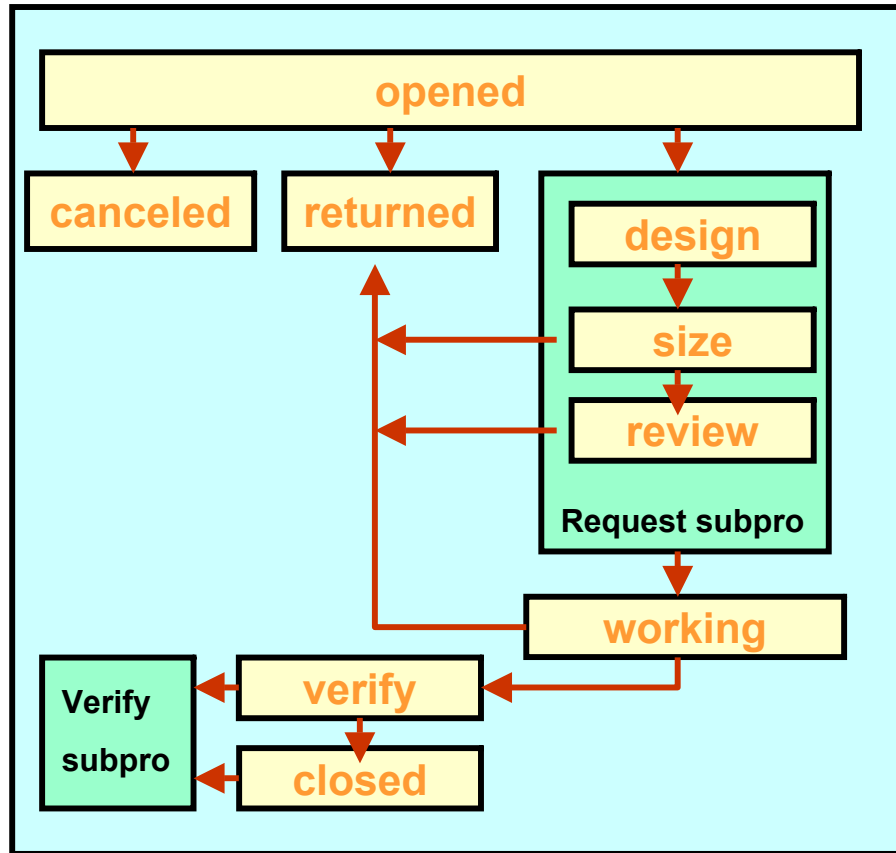 opened
canceled
returned
design
size
review
Request subpro
working
Verify
subpro
verify
closed